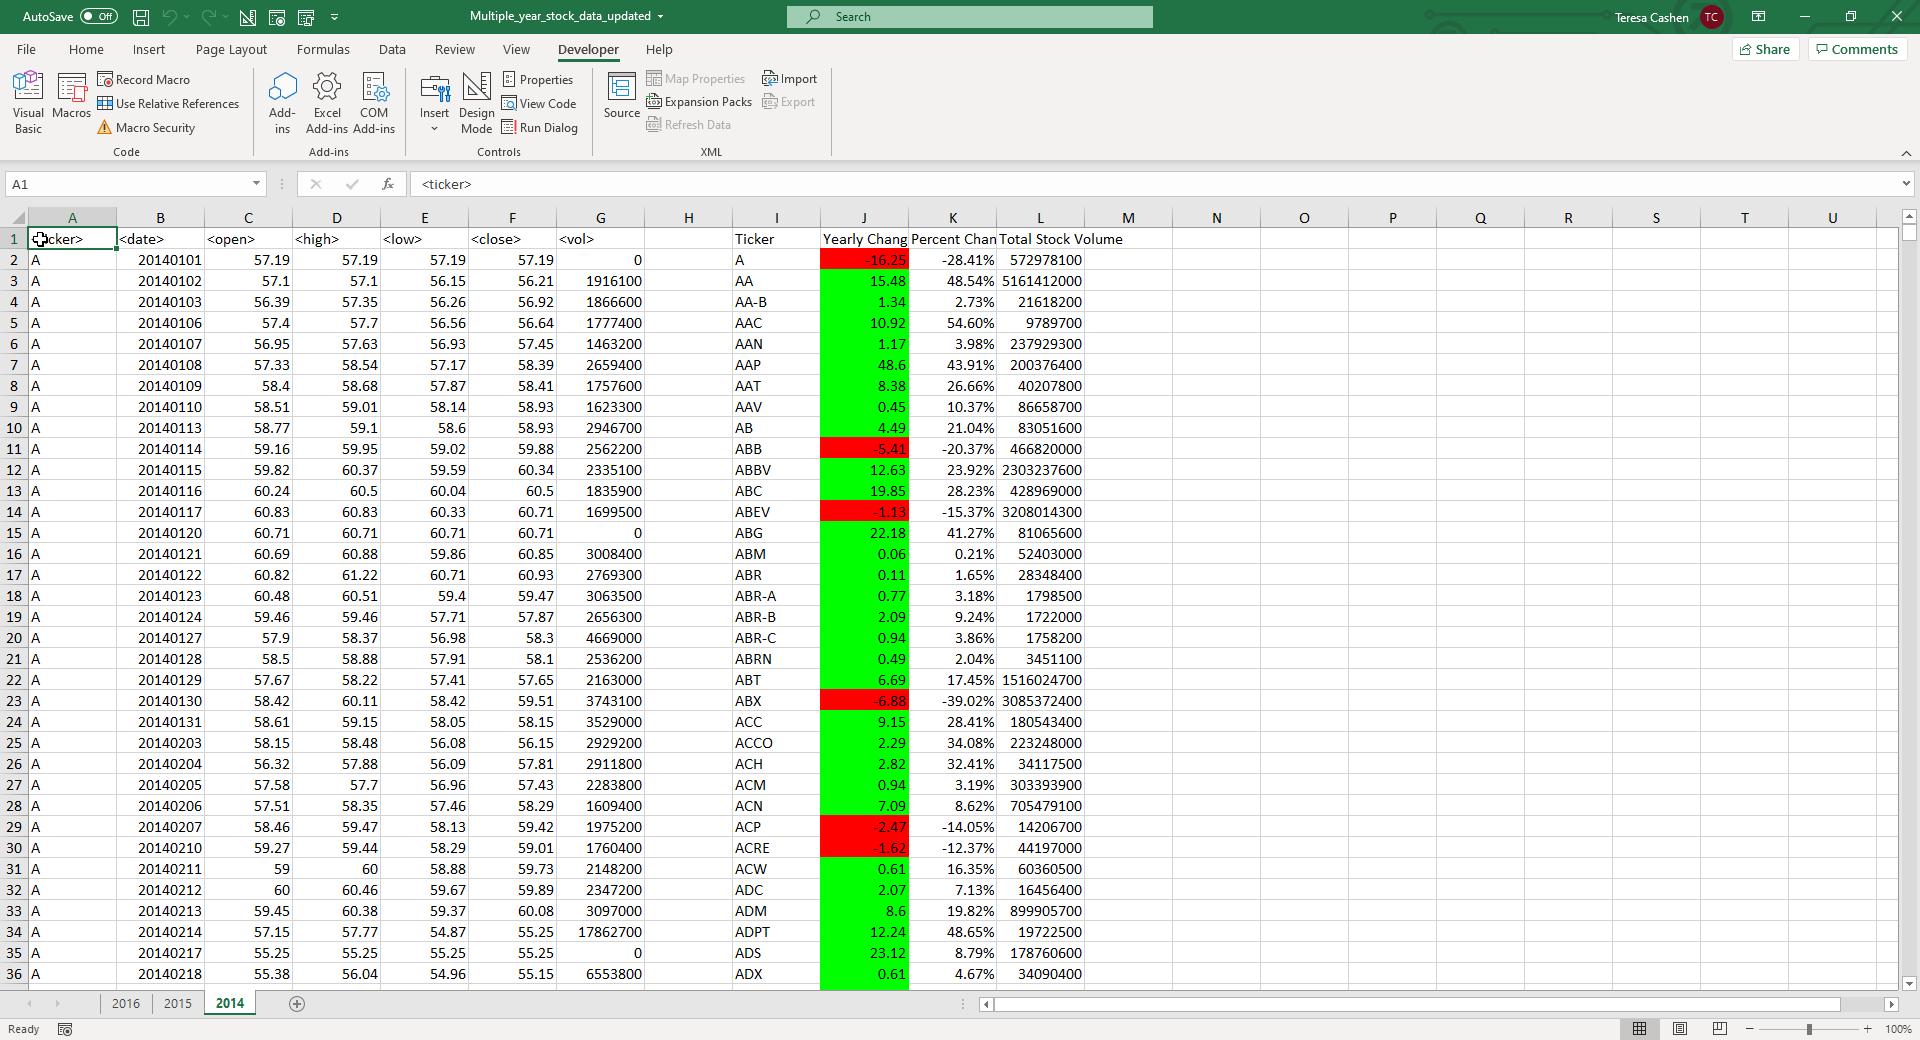 AutoSave Off Multiple_year_stock_data_updated Search Teresa Cashen TC
File Home Insert Page Layout Formulas Data Review View Developer Help Share Comments
Visual Basic Macros Record Macro Use Relative References Macro Security Code
Add-ins Excel Add-ins COM Add-ins Add-ins
Insert Design Mode Properties View Code Run Dialog Controls
Source Map Properties Expansion Packs Refresh Data Import Export XML
A1 fx <ticker>
A B C D E F G H I J K L M N O P Q R S T U
1 <date> <open> <high> <low> <close> <vol> Ticker Yearly Chang Percent Chan Total Stock Volume
2 A 20140101 57.19 57.19 57.19 57.19 0 A -16.25 -28.41% 572978100
3 A 20140102 57.1 57.1 56.15 56.21 1916100 AA 15.48 48.54% 5161412000
4 A 20140103 56.39 57.35 56.26 56.92 1866600 AA-B 1.34 2.73% 21618200
5 A 20140106 57.4 57.7 56.56 56.64 1777400 AAC 10.92 54.60% 9789700
6 A 20140107 56.95 57.63 56.93 57.45 1463200 AAN 1.17 3.98% 237929300
7 A 20140108 57.33 58.54 57.17 58.39 2659400 AAP 48.6 43.91% 200376400
8 A 20140109 58.4 58.68 57.87 58.41 1757600 AAT 8.38 26.66% 40207800
9 A 20140110 58.51 59.01 58.14 58.93 1623300 AAV 0.45 10.37% 86658700
10 A 20140113 58.77 59.1 58.6 58.93 2946700 AB 4.49 21.04% 83051600
11 A 20140114 59.16 59.95 59.02 59.88 2562200 ABB -5.41 -20.37% 466820000
12 A 20140115 59.82 60.37 59.59 60.34 2335100 ABBV 12.63 23.92% 2303237600
13 A 20140116 60.24 60.5 60.04 60.5 1835900 ABC 19.85 28.23% 428969000
14 A 20140117 60.83 60.83 60.33 60.71 1699500 ABEV -1.13 -15.37% 3208014300
15 A 20140120 60.71 60.71 60.71 60.71 0 ABG 22.18 41.27% 81065600
16 A 20140121 60.69 60.88 59.86 60.85 3008400 ABM 0.06 0.21% 52403000
17 A 20140122 60.82 61.22 60.71 60.93 2769300 ABR 0.11 1.65% 28348400
18 A 20140123 60.48 60.51 59.4 59.47 3063500 ABR-A 0.77 3.18% 1798500
19 A 20140124 59.46 59.46 57.71 57.87 2656300 ABR-B 2.09 9.24% 1722000
20 A 20140127 57.9 58.37 56.98 58.3 4669000 ABR-C 0.94 3.86% 1758200
21 A 20140128 58.5 58.88 57.91 58.1 2536200 ABRN 0.49 2.04% 3451100
22 A 20140129 57.67 58.22 57.41 57.65 2163000 ABT 6.69 17.45% 1516024700
23 A 20140130 58.42 60.11 58.42 59.51 3743100 ABX -6.88 -39.02% 3085372400
24 A 20140131 58.61 59.15 58.05 58.15 3529000 ACC 9.15 28.41% 180543400
25 A 20140203 58.15 58.48 56.08 56.15 2929200 ACCO 2.29 34.08% 223248000
26 A 20140204 56.32 57.88 56.09 57.81 2911800 ACH 2.82 32.41% 34117500
27 A 20140205 57.58 57.7 56.96 57.43 2283800 ACM 0.94 3.19% 303393900
28 A 20140206 57.51 58.35 57.46 58.29 1609400 ACN 7.09 8.62% 705479100
29 A 20140207 58.46 59.47 58.13 59.42 1975200 ACP -2.47 -14.05% 14206700
30 A 20140210 59.27 59.44 58.29 59.01 1760400 ACRE -1.62 -12.37% 44197000
31 A 20140211 59 60 58.88 59.73 2148200 ACW 0.61 16.35% 60360500
32 A 20140212 60 60.46 59.67 59.89 2347200 ADC 2.07 7.13% 16456400
33 A 20140213 59.45 60.38 59.37 60.08 3097000 ADM 8.6 19.82% 899905700
34 A 20140214 57.15 57.77 54.87 55.25 17862700 ADPT 12.24 48.65% 19722500
35 A 20140217 55.25 55.25 55.25 55.25 0 ADS 23.12 8.79% 178760600
36 A 20140218 55.38 56.04 54.96 55.15 6553800 ADX 0.61 4.67% 34090400
2016 2015 2014
Ready 100%